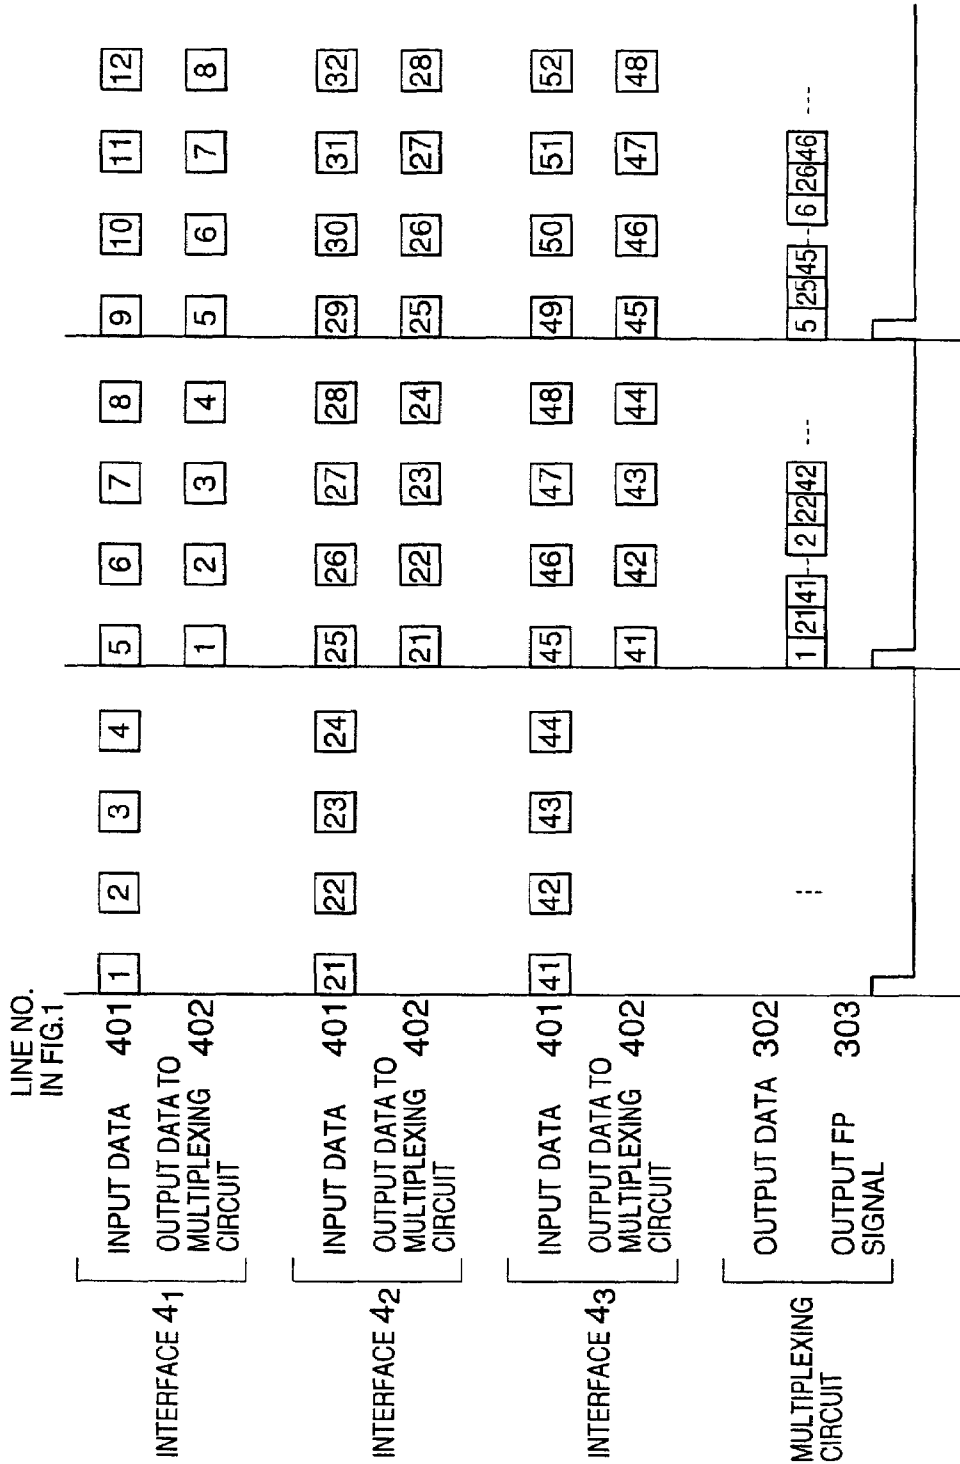 LINE NO.
IN FIG.1
INTERFACE 4₁
INPUT DATA 401 1 2 3 4 5 6 7 8 9 10 11 12
OUTPUT DATA TO
MULTIPLEXING 402 1 2 3 4 5 6 7 8
CIRCUIT
INTERFACE 4₂
INPUT DATA 401 21 22 23 24 25 26 27 28 29 30 31 32
OUTPUT DATA TO
MULTIPLEXING 402 21 22 23 24 25 26 27 28
CIRCUIT
INTERFACE 4₃
INPUT DATA 401 41 42 43 44 45 46 47 48 49 50 51 52
OUTPUT DATA TO
MULTIPLEXING 402 41 42 43 44 45 46 47 48
CIRCUIT
MULTIPLEXING
CIRCUIT
OUTPUT DATA 302 --- 1 21 41 --- 2 22 42 --- 5 25 45 --- 6 26 46 ---
OUTPUT FP 303
SIGNAL